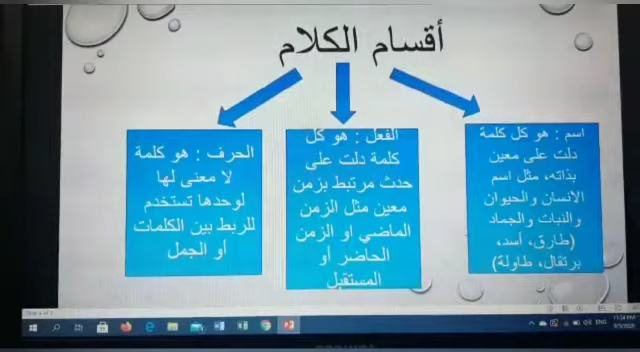 أقسام الكلام
اسم : هو كل كلمة
دلت على معين
بذاته، مثل اسم
الانسان والحيوان
والنبات والجماد
(طارق، أسد،
برتقال، طاولة)
الفعل : هو كل
كلمة دلت على
حدث مرتبط بزمن
معين مثل الزمن
الماضي او الزمن
الحاضر أو
المستقبل
الحرف : هو كلمة
لا معنى لها
لوحدها تستخدم
للربط بين الكلمات
أو الجمل
ENG